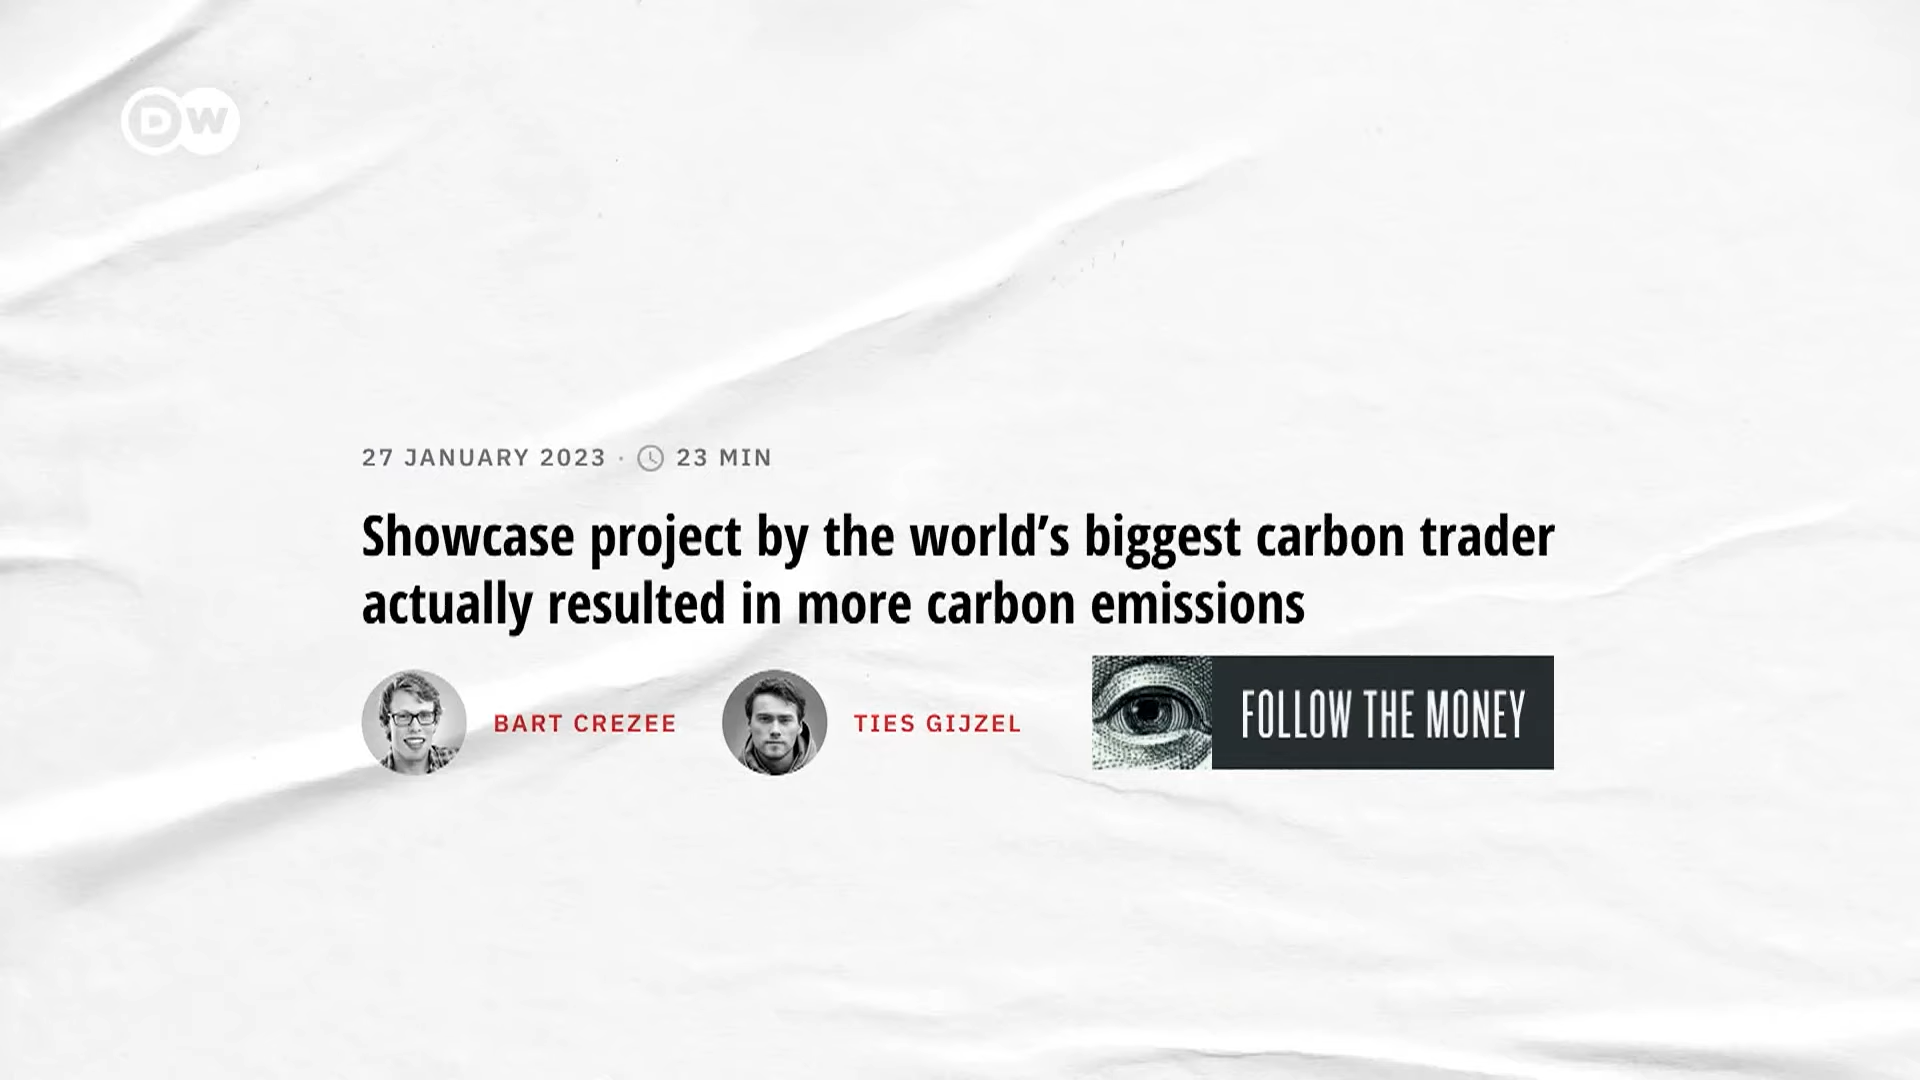 DW
27 JANUARY 2023 · 23 MIN
Showcase project by the world’s biggest carbon trader
actually resulted in more carbon emissions
BART CREZEE TIES GIJZEL FOLLOW THE MONEY